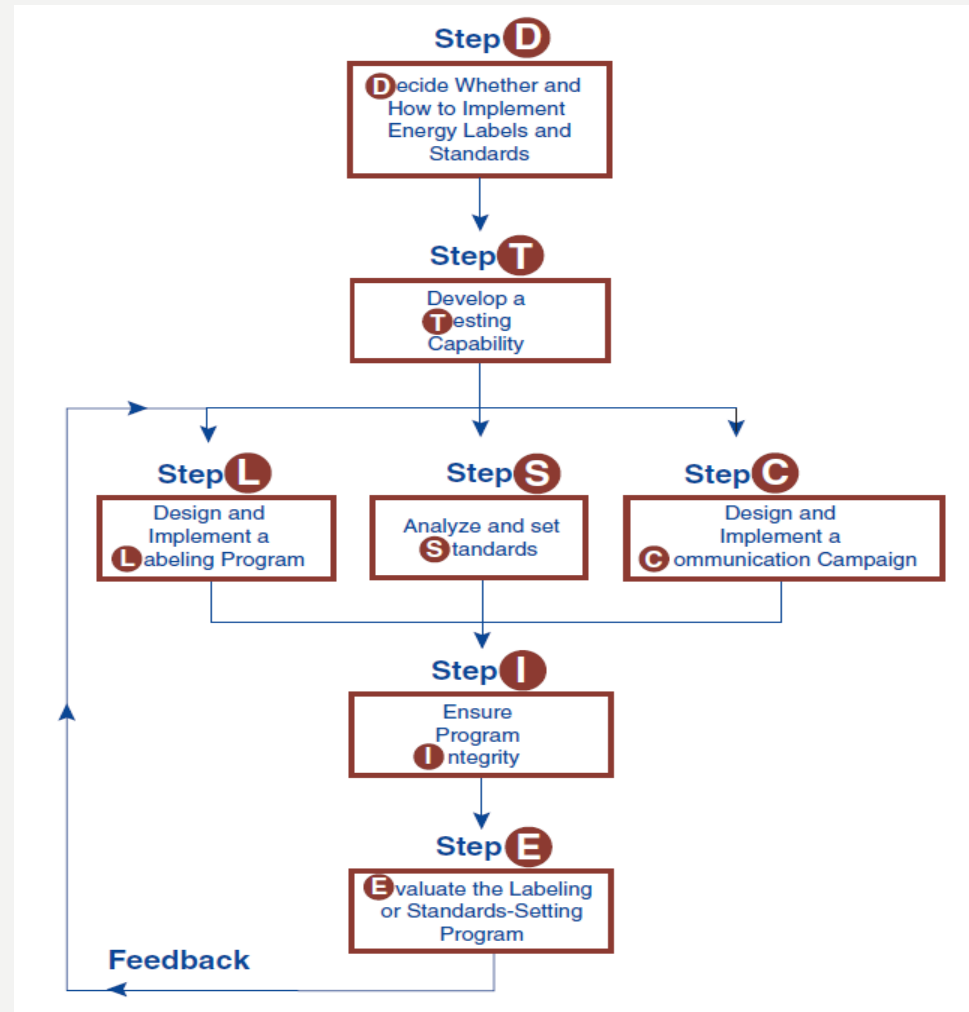 Step D
Decide Whether and
How to Implement
Energy Labels and
Standards
Step T
Develop a
Testing
Capability
Step L
Design and
Implement a
Labeling Program
Step S
Analyze and set
Standards
Step C
Design and
Implement a
Communication Campaign
Step I
Ensure
Program
Integrity
Step E
Evaluate the Labeling
or Standards-Setting
Program
Feedback